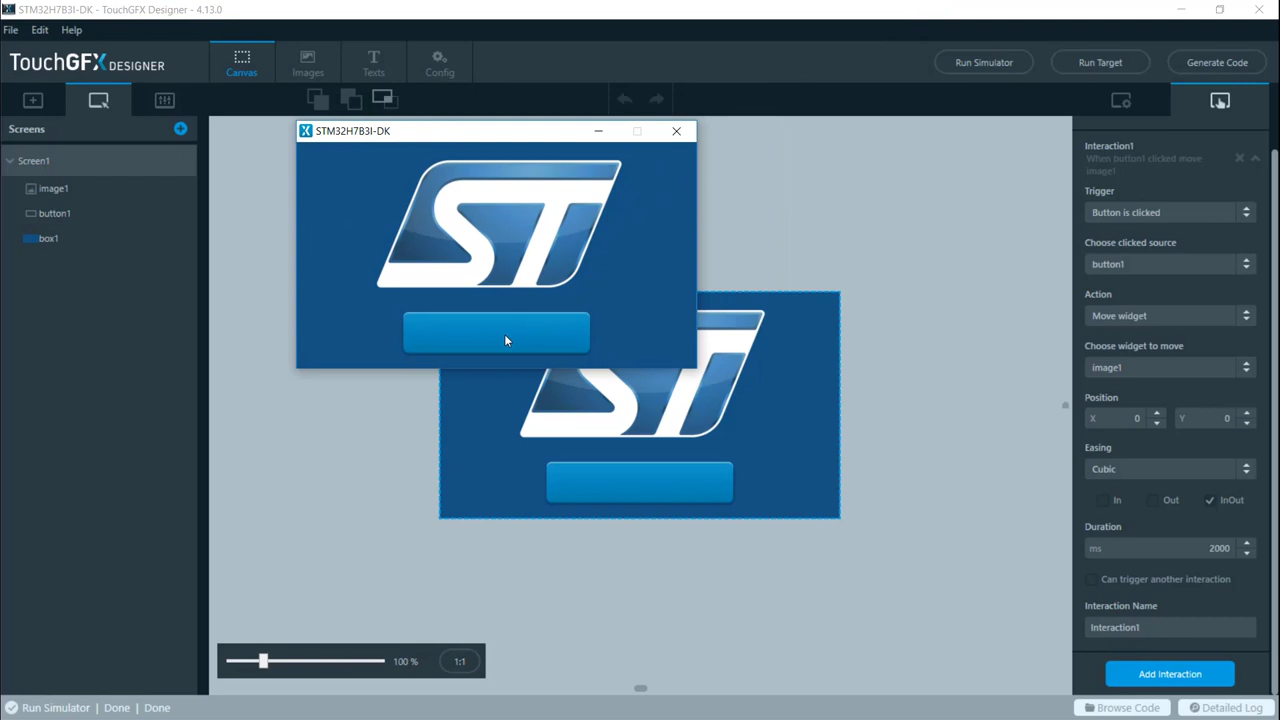 STM32H7B3I-DK - TouchGFX Designer - 4.13.0
File Edit Help
TouchGFX DESIGNER
Canvas Images Texts Config
Run Simulator Run Target Generate Code
Screens
Screen1
image1
button1
box1
STM32H7B3I-DK
ST
ST
100 % 1:1
Interaction1
When button1 clicked move
image1
Trigger
Button is clicked
Choose clicked source
button1
Action
Move widget
Choose widget to move
image1
Position
X 0 Y 0
Easing
Cubic
In Out InOut
Duration
ms 2000
Can trigger another interaction
Interaction Name
Interaction1
Add Interaction
Run Simulator | Done | Done
Browse Code Detailed Log